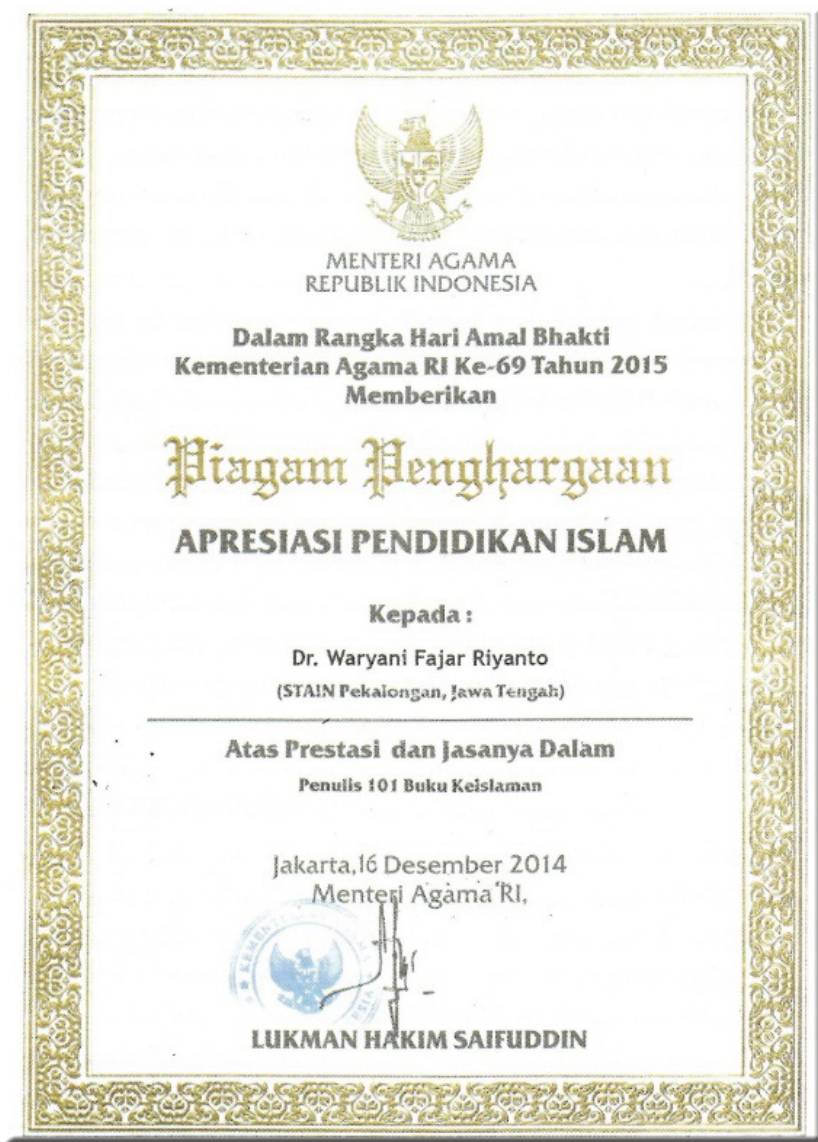 MENTERI AGAMA
REPUBLIK INDONESIA
Dalam Rangka Hari Amal Bhakti
Kementerian Agama RI Ke-69 Tahun 2015
Memberikan
Piagam Penghargaan
APRESIASI PENDIDIKAN ISLAM
Kepada :
Dr. Waryani Fajar Riyanto
(STAIN Pekalongan, Jawa Tengah)
Atas Prestasi dan Jasanya Dalam
Penulis 101 Buku Keislaman
Jakarta,16 Desember 2014
Menteri Agama RI,
LUKMAN HAKIM SAIFUDDIN